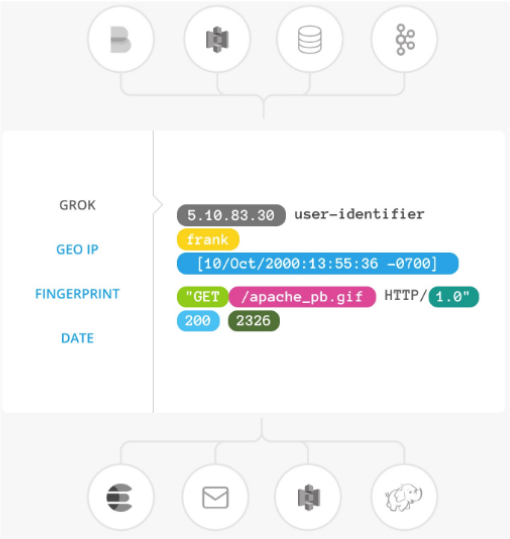 GROK
GEO IP
FINGERPRINT
DATE
5.10.83.30 user-identifier
frank
[10/Oct/2000:13:55:36 -0700]
"GET /apache_pb.gif HTTP/1.0"
200 2326